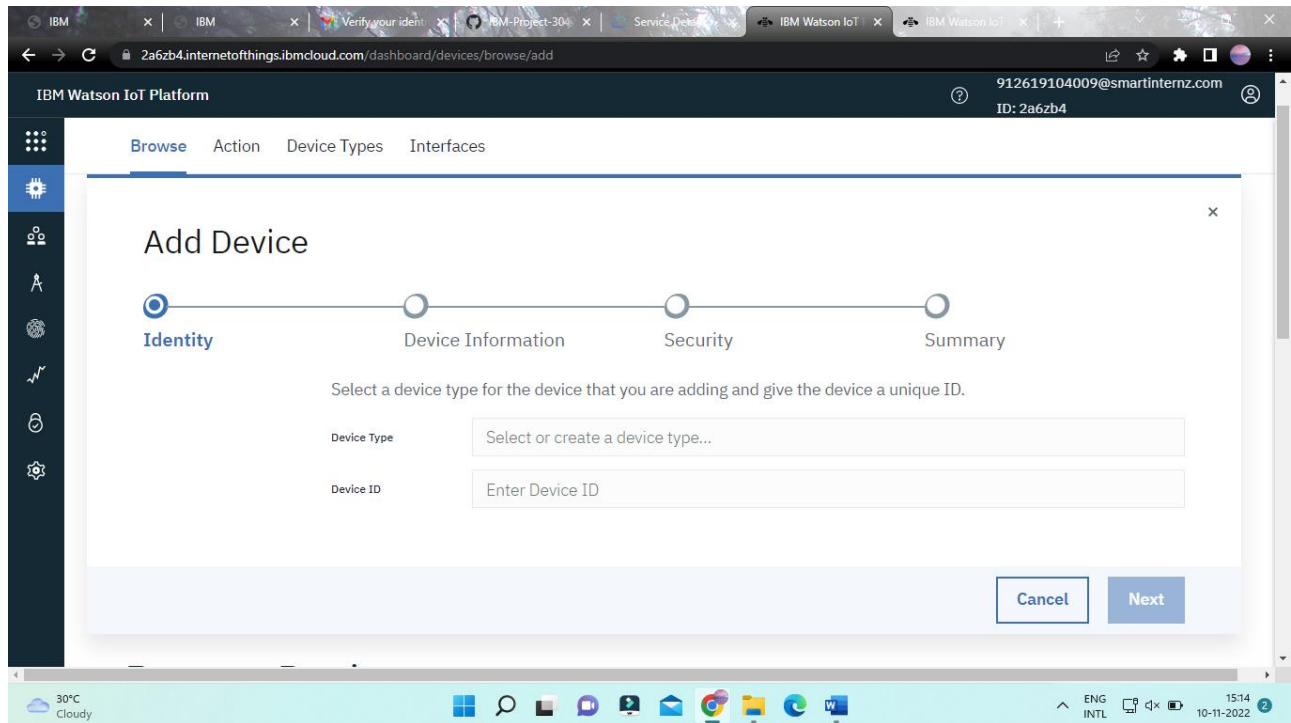 IBM
IBM
Verify your ident
IBM-Project-304
Service Deta
IBM Watson IoT
IBM Watson IoT
2a6zb4.internetofthings.ibmcloud.com/dashboard/devices/browse/add
IBM Watson IoT Platform
912619104009@smartinternz.com
ID: 2a6zb4
Browse Action Device Types Interfaces
Add Device
Identity Device Information Security Summary
Select a device type for the device that you are adding and give the device a unique ID.
Device Type Select or create a device type...
Device ID Enter Device ID
Cancel Next
30°C
Cloudy
ENG
INTL
15:14
10-11-2022
2